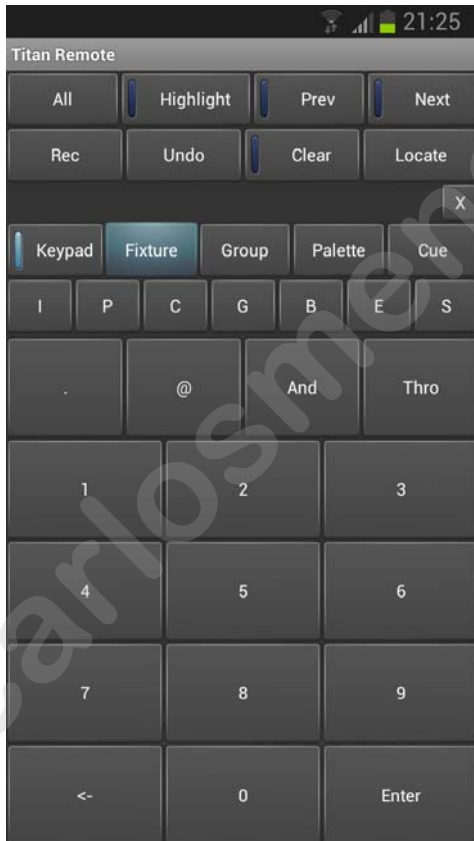 21:25
Titan Remote
All Highlight Prev Next
Rec Undo Clear Locate
X
Keypad Fixture Group Palette Cue
I P C G B E S
. @ And Thro
1 2 3
4 5 6
7 8 9
<- 0 Enter
carlosmen